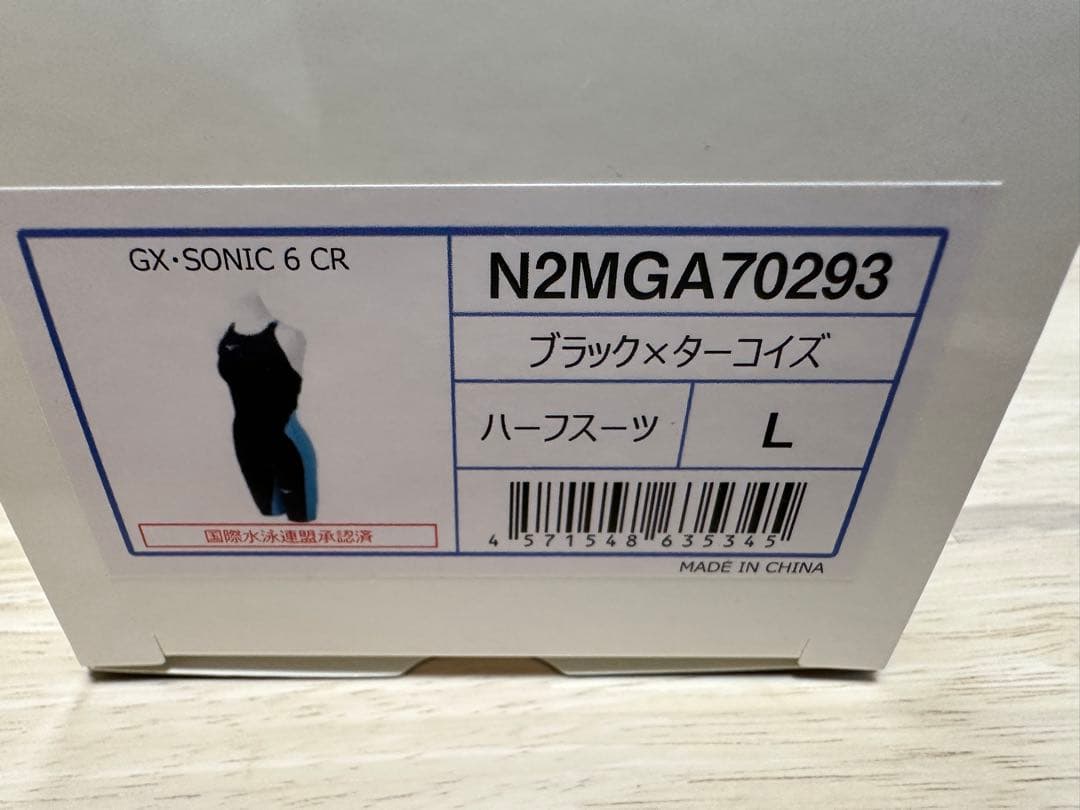 GX・SONIC 6 CR
国際水泳連盟承認済
N2MGA70293
ブラック×ターコイズ
ハーフスーツ
L
4 571548 635345
MADE IN CHINA